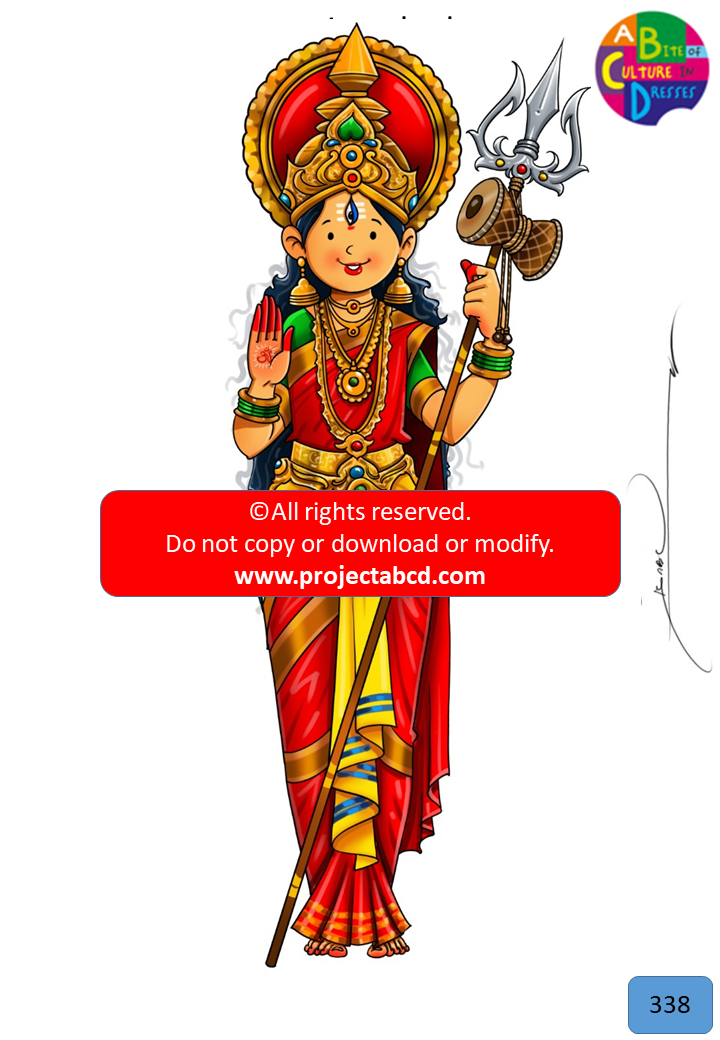 A BITE OF
CULTURE IN
DRESSES
ॐ
©All rights reserved.
Do not copy or download or modify.
www.projectabcd.com
338